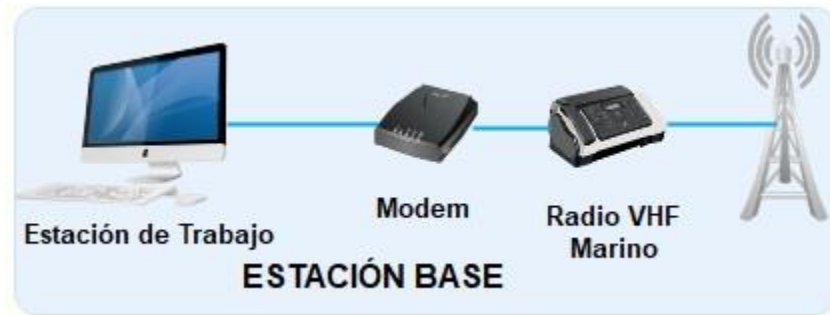 Estación de Trabajo
Modem
Radio VHF
Marino
ESTACIÓN BASE